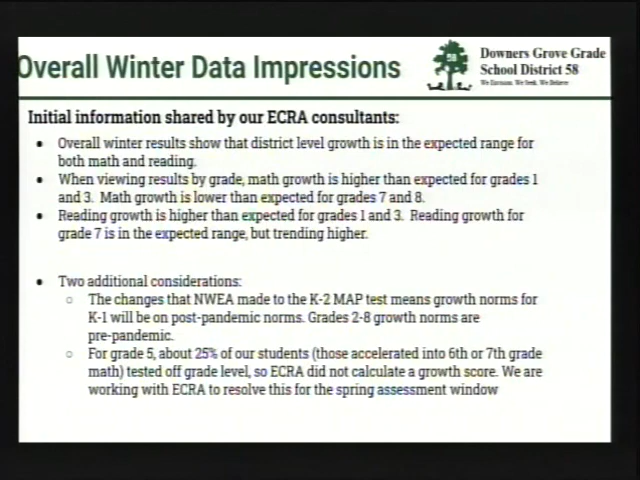 Overall Winter Data Impressions
Downers Grove Grade
School District 58
We Envision. We Seek. We Believe
Initial information shared by our ECRA consultants:
● Overall winter results show that district level growth is in the expected range for
both math and reading.
● When viewing results by grade, math growth is higher than expected for grades 1
and 3. Math growth is lower than expected for grades 7 and 8.
● Reading growth is higher than expected for grades 1 and 3. Reading growth for
grade 7 is in the expected range, but trending higher.
● Two additional considerations:
○ The changes that NWEA made to the K-2 MAP test means growth norms for
K-1 will be on post-pandemic norms. Grades 2-8 growth norms are
pre-pandemic.
○ For grade 5, about 25% of our students (those accelerated into 6th or 7th grade
math) tested off grade level, so ECRA did not calculate a growth score. We are
working with ECRA to resolve this for the spring assessment window